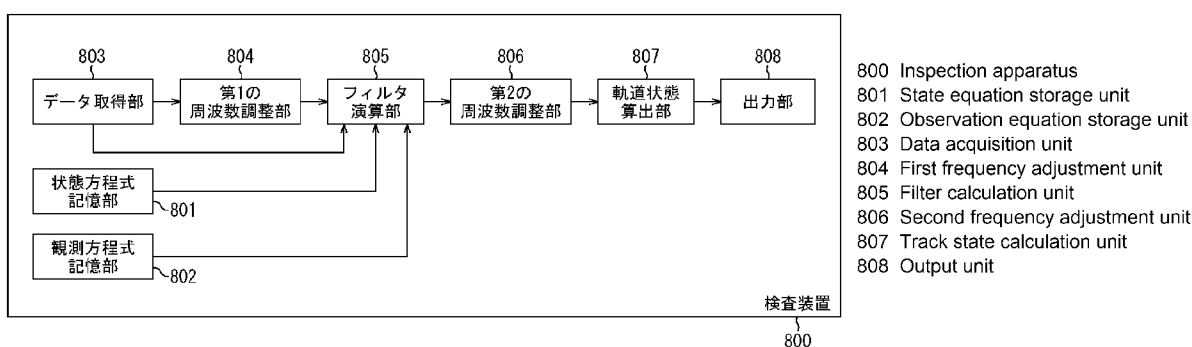 803
804
805
806
807
808
データ取得部
第1の
周波数調整部
フィルタ
演算部
第2の
周波数調整部
軌道状態
算出部
出力部
状態方程式
記憶部
801
観測方程式
記憶部
802
検査装置
800
800 Inspection apparatus
801 State equation storage unit
802 Observation equation storage unit
803 Data acquisition unit
804 First frequency adjustment unit
805 Filter calculation unit
806 Second frequency adjustment unit
807 Track state calculation unit
808 Output unit